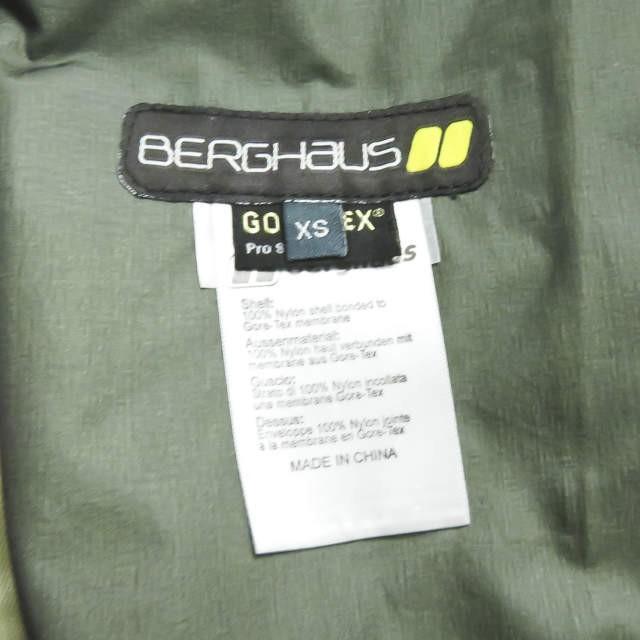 BERGHAUS
GO XS EX®
Pro S
berghaus
Shell:
100% Nylon shell bonded to
Gore-Tex membrane
Aussenmaterial:
100% Nylon hält verbunden mit
membrane aus Gore-Tex
Guscio:
Strato di 100% Nylon incollata
una membrane Gore-Tex
Dessus:
Enveloppe 100% Nylon jointe
à la membrane en Gore-Tex
MADE IN CHINA